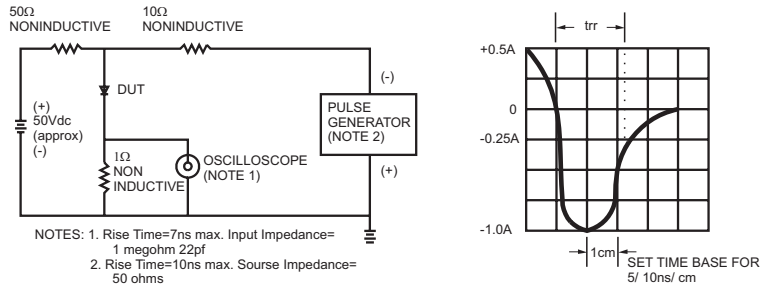 50Ω
NONINDUCTIVE
10Ω
NONINDUCTIVE
DUT
(+)
50Vdc
(approx)
(-)
1Ω
NON
INDUCTIVE
OSCILLOSCOPE
(NOTE 1)
(-)
PULSE
GENERATOR
(NOTE 2)
(+)
NOTES: 1. Rise Time=7ns max. Input Impedance=
1 megohm 22pf
2. Rise Time=10ns max. Sourse Impedance=
50 ohms
trr
+0.5A
0
-0.25A
-1.0A
1cm
SET TIME BASE FOR
5/ 10ns/ cm